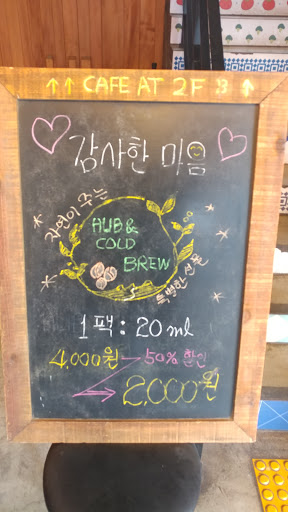 ↑↑ CAFE AT 2F 3 ↑
감사한 마음
자연이 주는
HUB &
COLD
BREW
특별한 선물
1팩 : 20ml
4,000원 50% 할인
2,000원